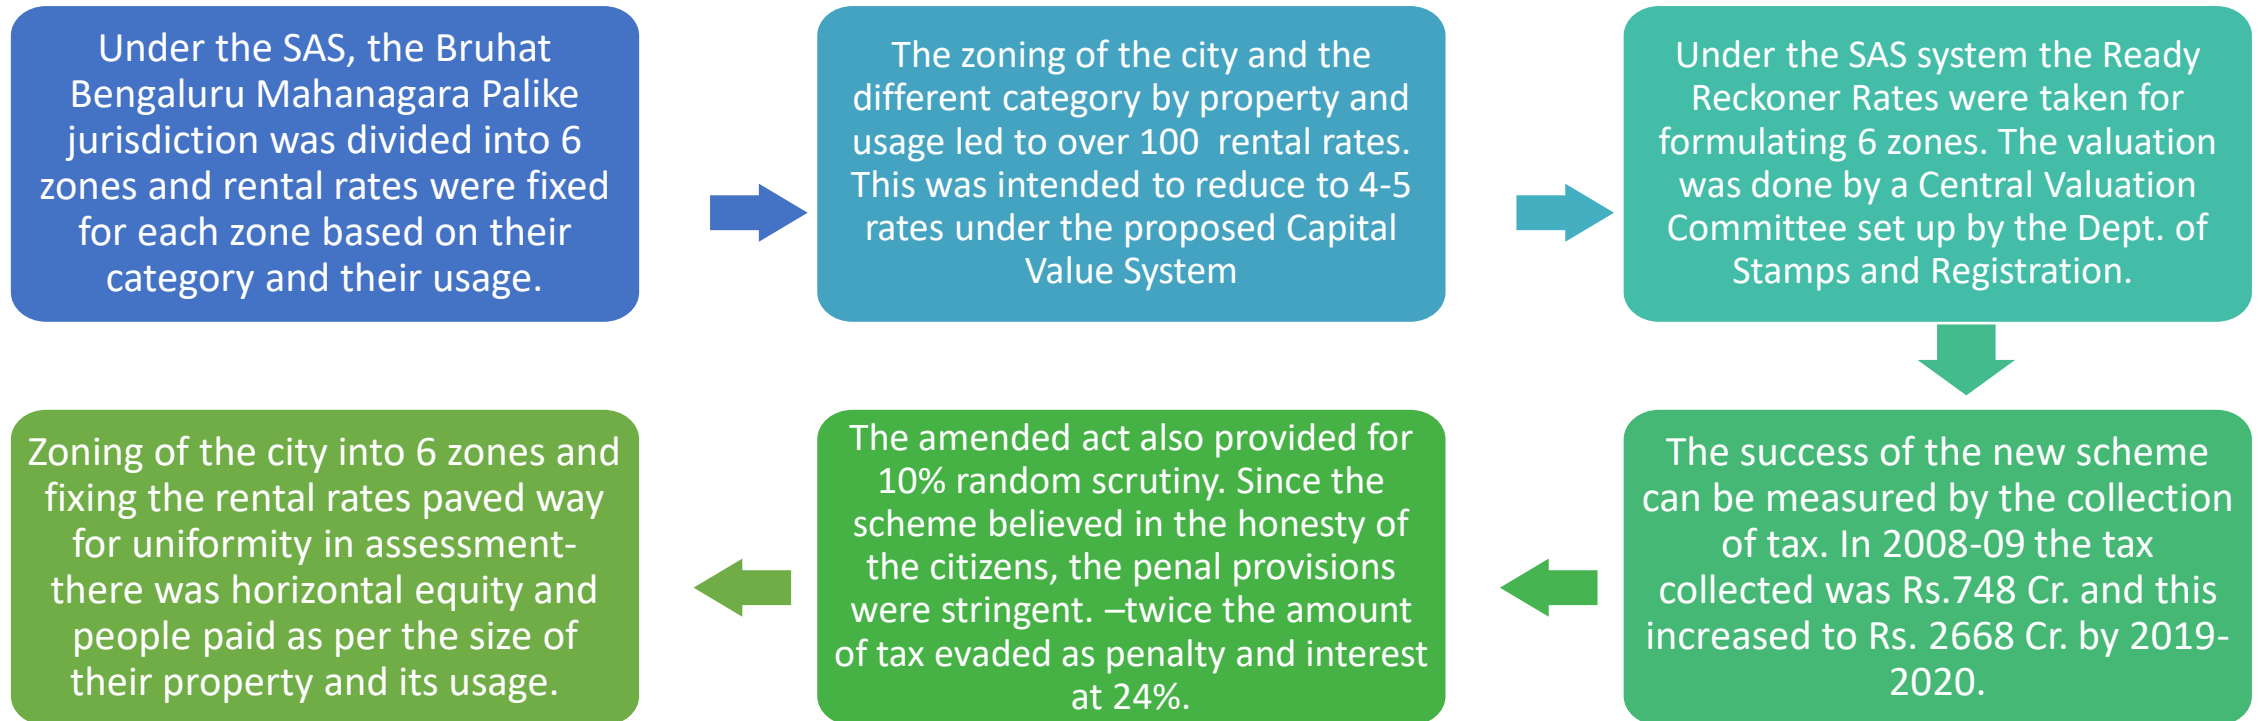 Under the SAS, the Bruhat
Bengaluru Mahanagara Palike
jurisdiction was divided into 6
zones and rental rates were fixed
for each zone based on their
category and their usage.
The zoning of the city and the
different category by property and
usage led to over 100 rental rates.
This was intended to reduce to 4-5
rates under the proposed Capital
Value System
Under the SAS system the Ready
Reckoner Rates were taken for
formulating 6 zones. The valuation
was done by a Central Valuation
Committee set up by the Dept. of
Stamps and Registration.
The success of the new scheme
can be measured by the collection
of tax. In 2008-09 the tax
collected was Rs.748 Cr. and this
increased to Rs. 2668 Cr. by 2019-
2020.
The amended act also provided for
10% random scrutiny. Since the
scheme believed in the honesty of
the citizens, the penal provisions
were stringent. –twice the amount
of tax evaded as penalty and interest
at 24%.
Zoning of the city into 6 zones and
fixing the rental rates paved way
for uniformity in assessment-
there was horizontal equity and
people paid as per the size of
their property and its usage.